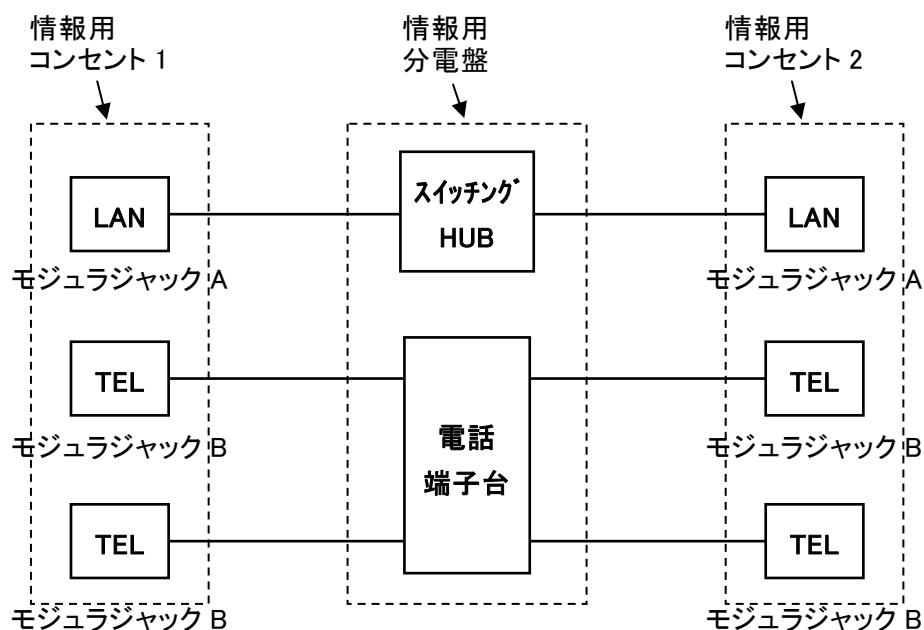 情報用
コンセント 1
情報用
分電盤
情報用
コンセント 2
LAN
スイッチング
HUB
LAN
モジュラジャック A
モジュラジャック A
TEL
TEL
電話
端子台
モジュラジャック B
モジュラジャック B
TEL
TEL
モジュラジャック B
モジュラジャック B